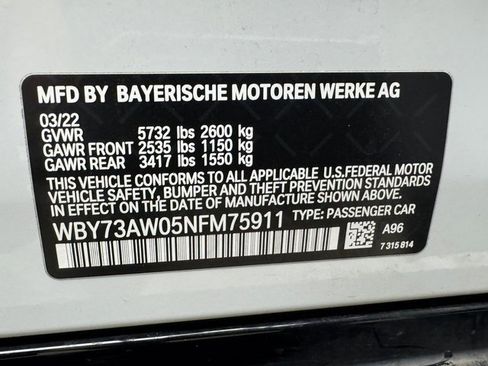 MFD BY BAYERISCHE MOTOREN WERKE AG
03/22
GVWR 5732 lbs 2600 kg
GAWR FRONT 2535 lbs 1150 kg
GAWR REAR 3417 lbs 1550 kg
THIS VEHICLE CONFORMS TO ALL APPLICABLE U.S.FEDERAL MOTOR
VEHICLE SAFETY, BUMPER AND THEFT PREVENTION STANDARDS
IN EFFECT ON THE DATE OF MANUFACTURE SHOWN ABOVE.
WBY73AW05NFM75911 TYPE: PASSENGER CAR
A96
7 315 814